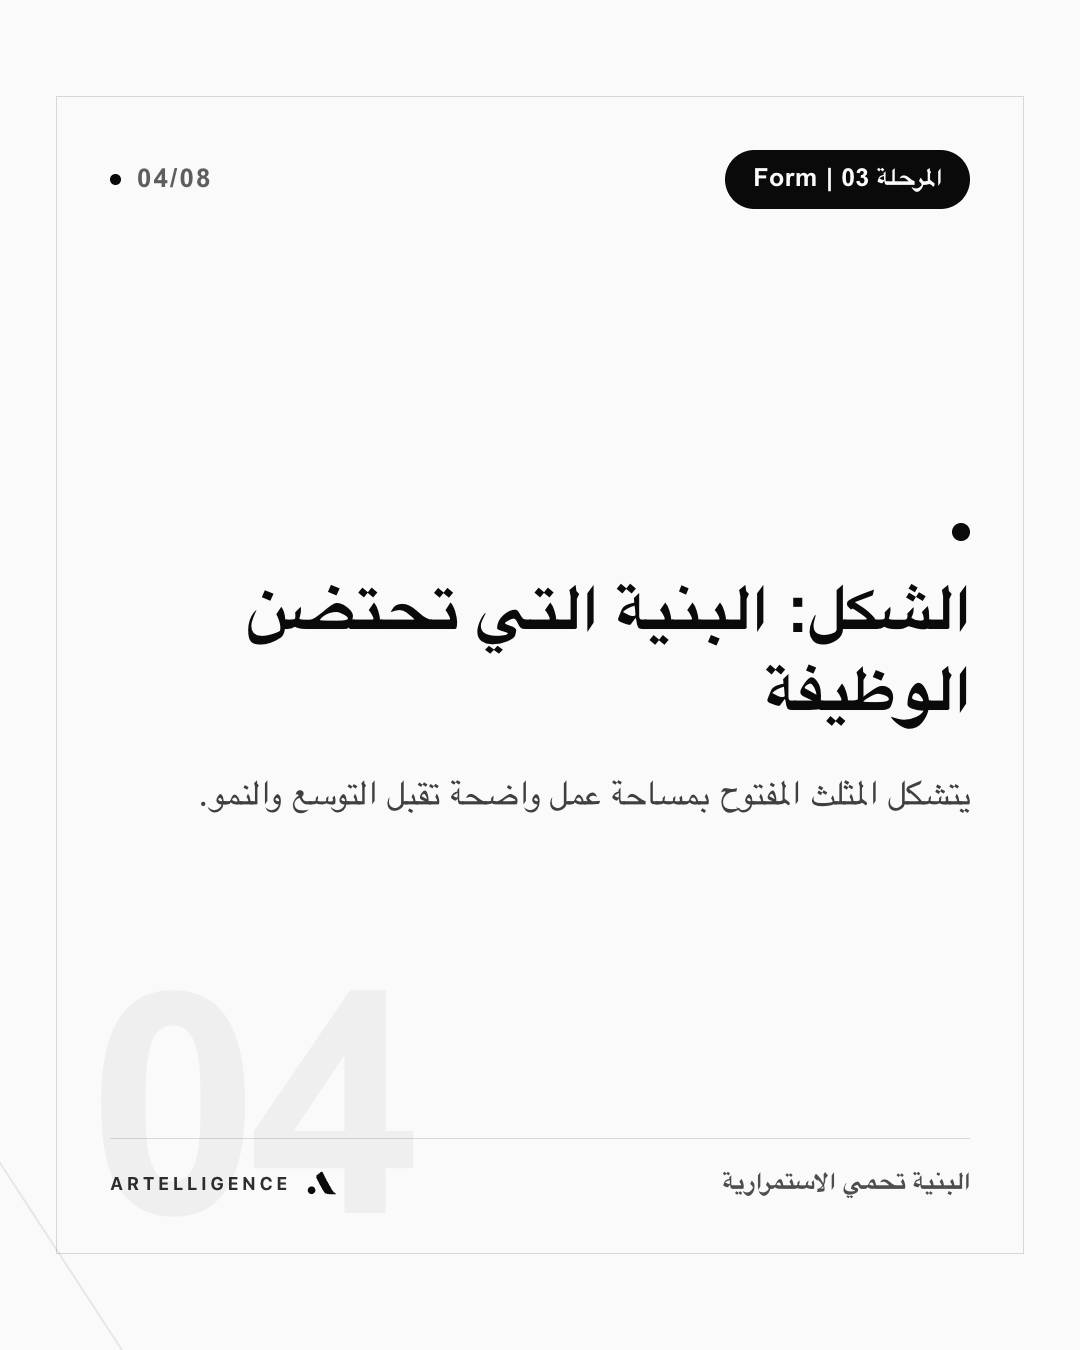 المرحلة 03 | Form
04/08
الشكل: البنية التي تحتضن
الوظيفة
يتشكل المثلث المفتوح بمساحة عمل واضحة تقبل التوسع والنمو.
04
البنية تحمي الاستمرارية
ARTELLIGENCE